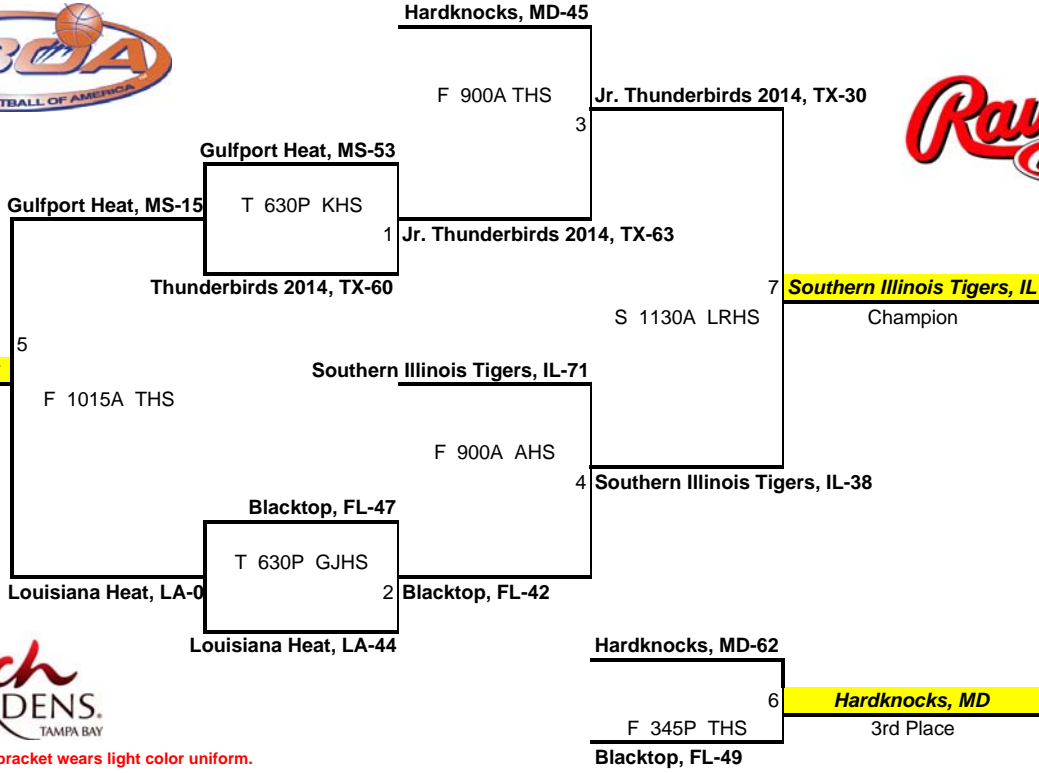 Hardknocks, MD-45
BOA
F 900A THS
Jr. Thunderbirds 2014, TX-30
3
Gulfport Heat, MS-53
Gulfport Heat, MS-15
T 630P KHS
1
Jr. Thunderbirds 2014, TX-63
Thunderbirds 2014, TX-60
7
Southern Illinois Tigers, IL
S 1130A LRHS
Champion
5
Southern Illinois Tigers, IL-71
F 1015A THS
F 900A AHS
4
Southern Illinois Tigers, IL-38
Blacktop, FL-47
T 630P GJHS
Louisiana Heat, LA-0
2
Blacktop, FL-42
Louisiana Heat, LA-44
Hardknocks, MD-62
6
Hardknocks, MD
F 345P THS
3rd Place
Blacktop, FL-49
TAMPA BAY
bracket wears light color uniform.